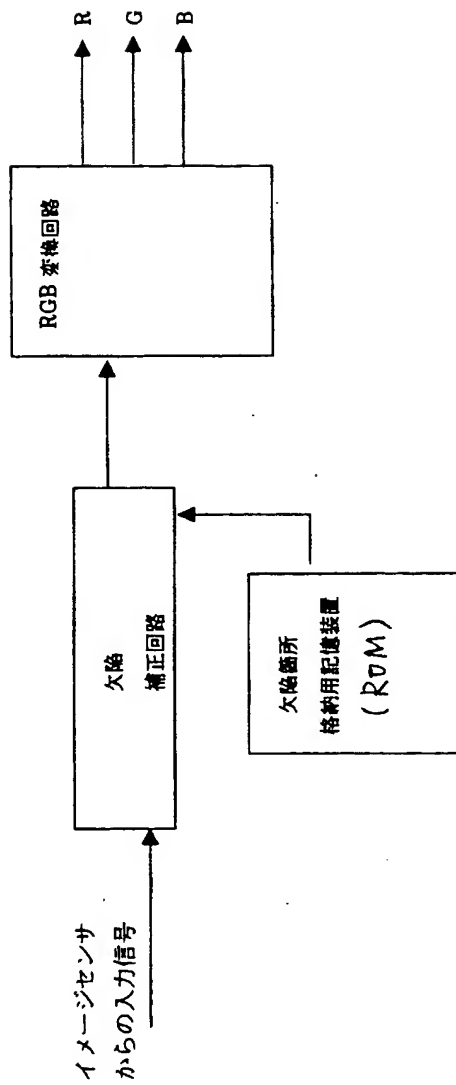 イメージセンサ
からの入力信号
欠陥
補正回路
欠陥箇所
格納用記憶装置
(ROM)
RGB 変換回路
R
G
B